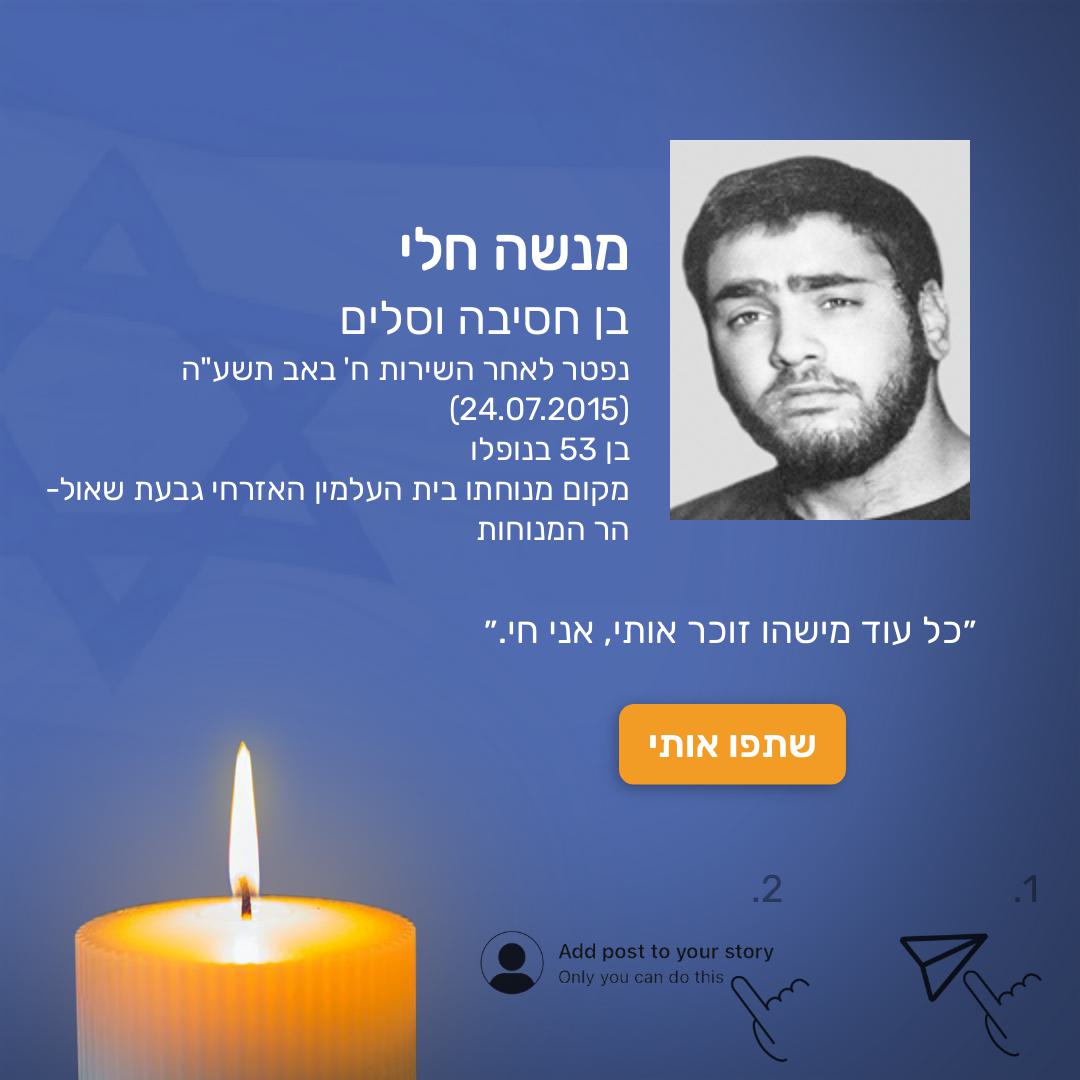 מנשה חלי
בן חסיבה וסלים
נפטר לאחר השירות ח' באב תשע"ה
(24.07.2015)
בן 53 בנופלו
מקום מנוחתו בית העלמין האזרחי גבעת שאול-
הר המנוחות
״כל עוד מישהו זוכר אותי, אני חי.״
שתפו אותי
.1
.2
Add post to your story
Only you can do this